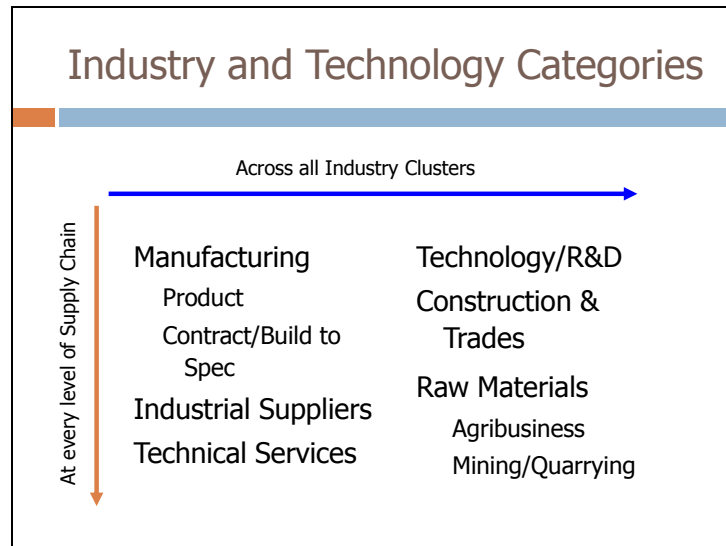 Industry and Technology Categories
Across all Industry Clusters
At every level of Supply Chain
Manufacturing
Product
Contract/Build to
Spec
Industrial Suppliers
Technical Services
Technology/R&D
Construction &
Trades
Raw Materials
Agribusiness
Mining/Quarrying